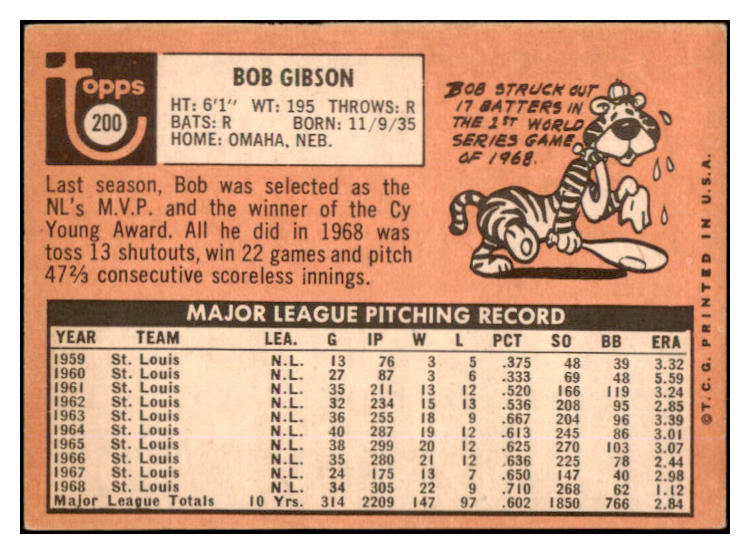 Topps
200
BOB GIBSON
HT: 6'1" WT: 195 THROWS: R
BATS: R BORN: 11/9/35
HOME: OMAHA, NEB.
BOB STRUCK OUT
17 BATTERS IN
THE 1ST WORLD
SERIES GAME
OF 1968.
Last season, Bob was selected as the
NL's M.V.P. and the winner of the Cy
Young Award. All he did in 1968 was
toss 13 shutouts, win 22 games and pitch
47 2/3 consecutive scoreless innings.
MAJOR LEAGUE PITCHING RECORD
YEAR TEAM LEA. G IP W L PCT SO BB ERA
1959 St. Louis N.L. 13 76 3 5 .375 48 39 3.32
1960 St. Louis N.L. 27 87 3 6 .333 69 48 5.59
1961 St. Louis N.L. 35 211 13 12 .520 166 119 3.24
1962 St. Louis N.L. 32 234 15 13 .536 208 95 2.85
1963 St. Louis N.L. 36 255 18 9 .667 204 96 3.39
1964 St. Louis N.L. 40 287 19 12 .613 245 86 3.01
1965 St. Louis N.L. 38 299 20 12 .625 270 103 3.07
1966 St. Louis N.L. 35 280 21 12 .636 225 78 2.44
1967 St. Louis N.L. 24 175 13 7 .650 147 40 2.98
1968 St. Louis N.L. 34 305 22 9 .710 268 62 1.12
Major League Totals 10 Yrs. 314 2209 147 97 .602 1850 766 2.84
©T.C.G. PRINTED IN U.S.A.